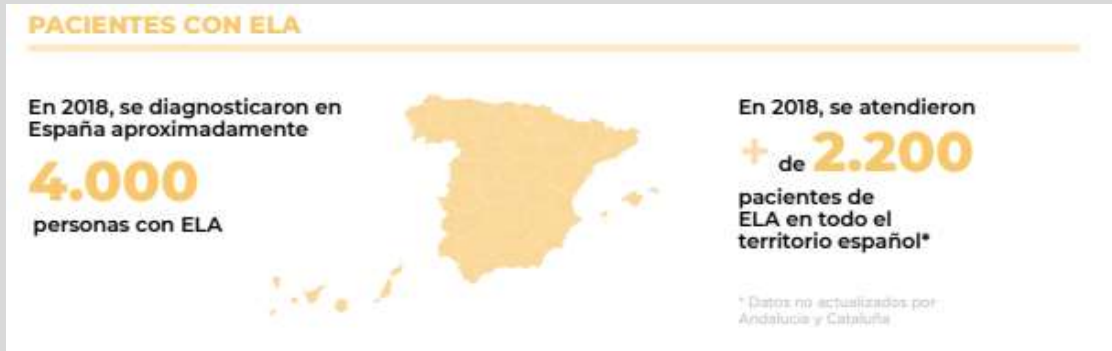 PACIENTES CON ELA
En 2018, se diagnosticaron en
España aproximadamente
4.000
personas con ELA
En 2018, se atendieron
+ de 2.200
pacientes de
ELA en todo el
territorio español*
* Datos no actualizados por
Andalucía y Cataluña